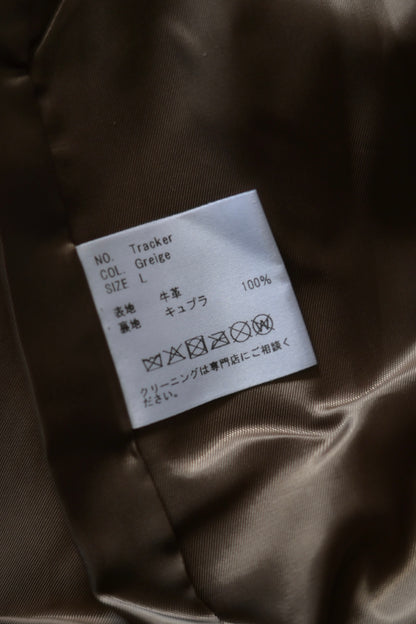 NO. Tracker
COL. Greige
SIZE L
表地 牛革
裏地 キュプラ 100%
クリーニングは専門店にご相談く
ださい。